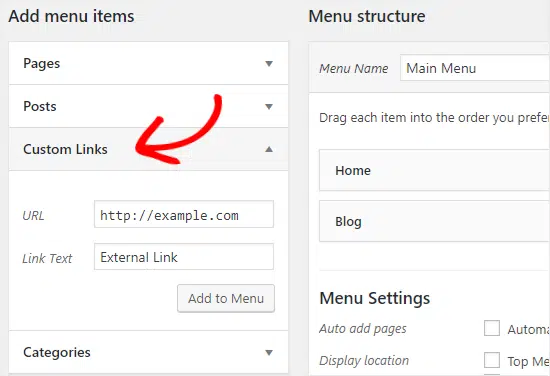 Add menu items
Pages
Posts
Custom Links
URL http://example.com
Link Text External Link
Add to Menu
Categories
Menu structure
Menu Name Main Menu
Drag each item into the order you prefe
Home
Blog
Menu Settings
Auto add pages Automa
Display location Top Me